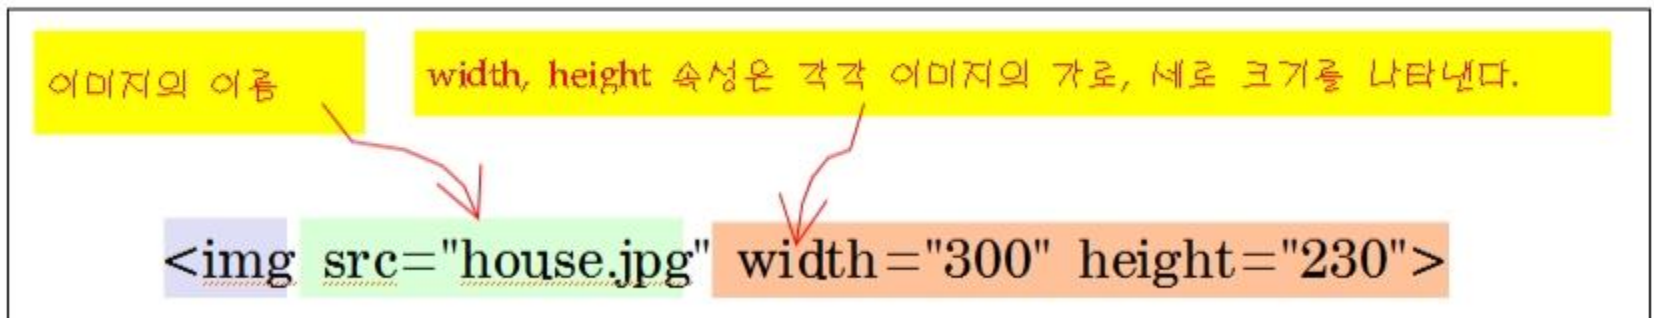 이미지의 이름
width, height 속성은 각각 이미지의 가로, 세로 크기를 나타낸다.
<img src="house.jpg" width="300" height="230">